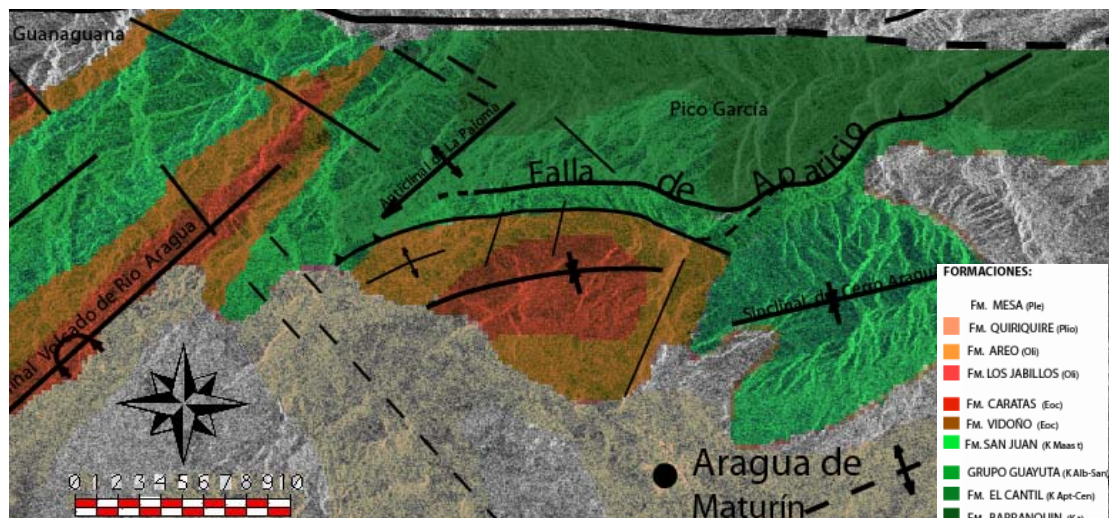 Guanaguana
Pico García
Anticlinal de La Paloma
Falla de Aparicio
Sinclinal de Cerro Aragua
Volcado de Río Aragua
0 1 2 3 4 5 6 7 8 9 10
Aragua de
Maturín
FORMACIONES:
FM. MESA (Ple)
FM. QUIRIQUIRE (Plio)
FM. AREO (Oli)
FM. LOS JABILLOS (Oli)
FM. CARATAS (Eoc)
FM. VIDOÑO (Eoc)
FM. SAN JUAN (K Maast)
GRUPO GUAYUTA (K Alb-San)
FM. EL CANTIL (K Apt-Cen)
FM. BARRANQUIN